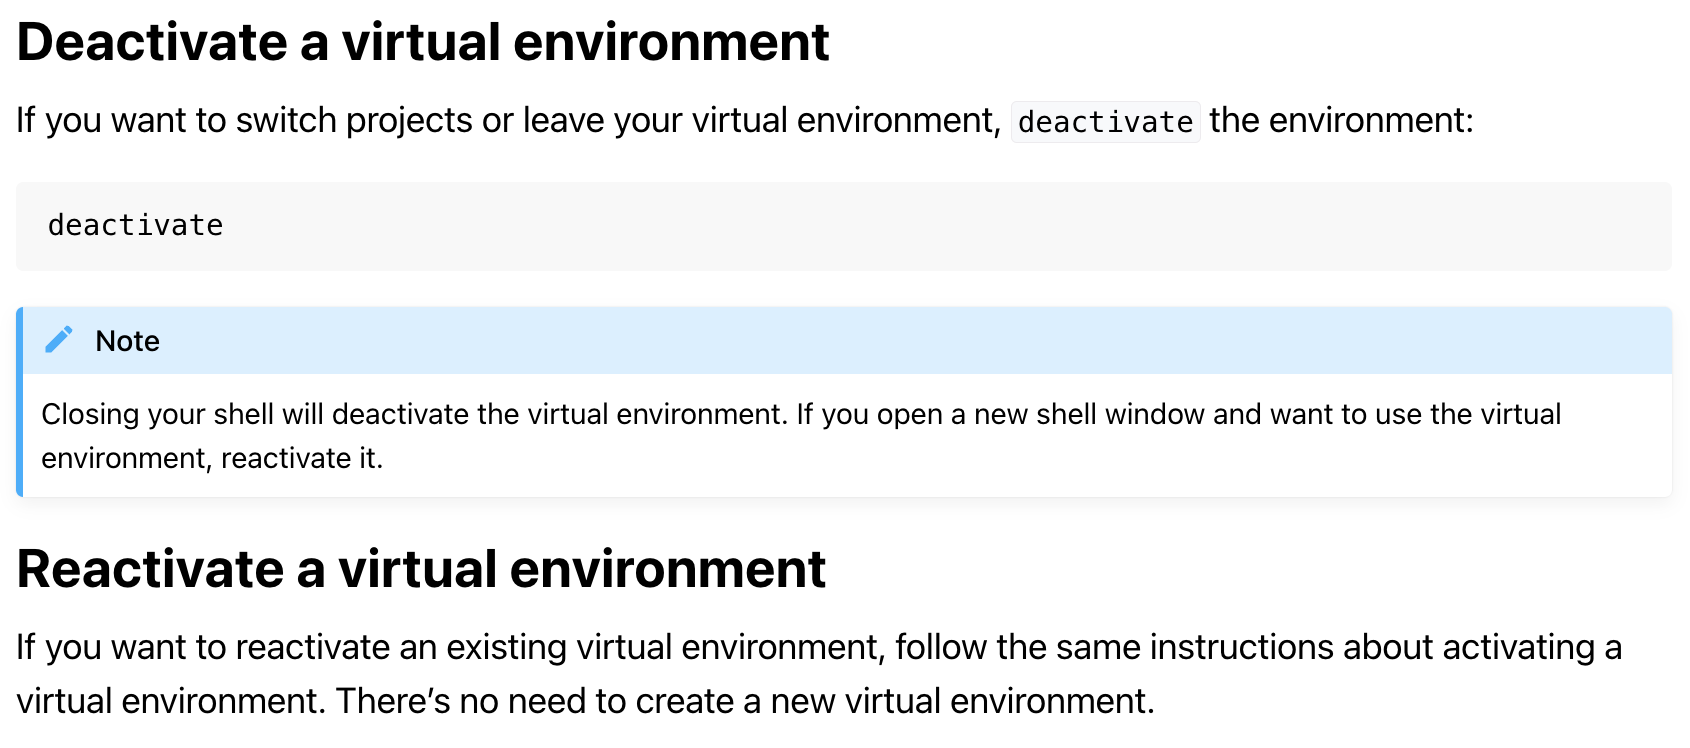 Deactivate a virtual environment
If you want to switch projects or leave your virtual environment, deactivate the environment:
deactivate
Note
Closing your shell will deactivate the virtual environment. If you open a new shell window and want to use the virtual
environment, reactivate it.
Reactivate a virtual environment
If you want to reactivate an existing virtual environment, follow the same instructions about activating a
virtual environment. There’s no need to create a new virtual environment.